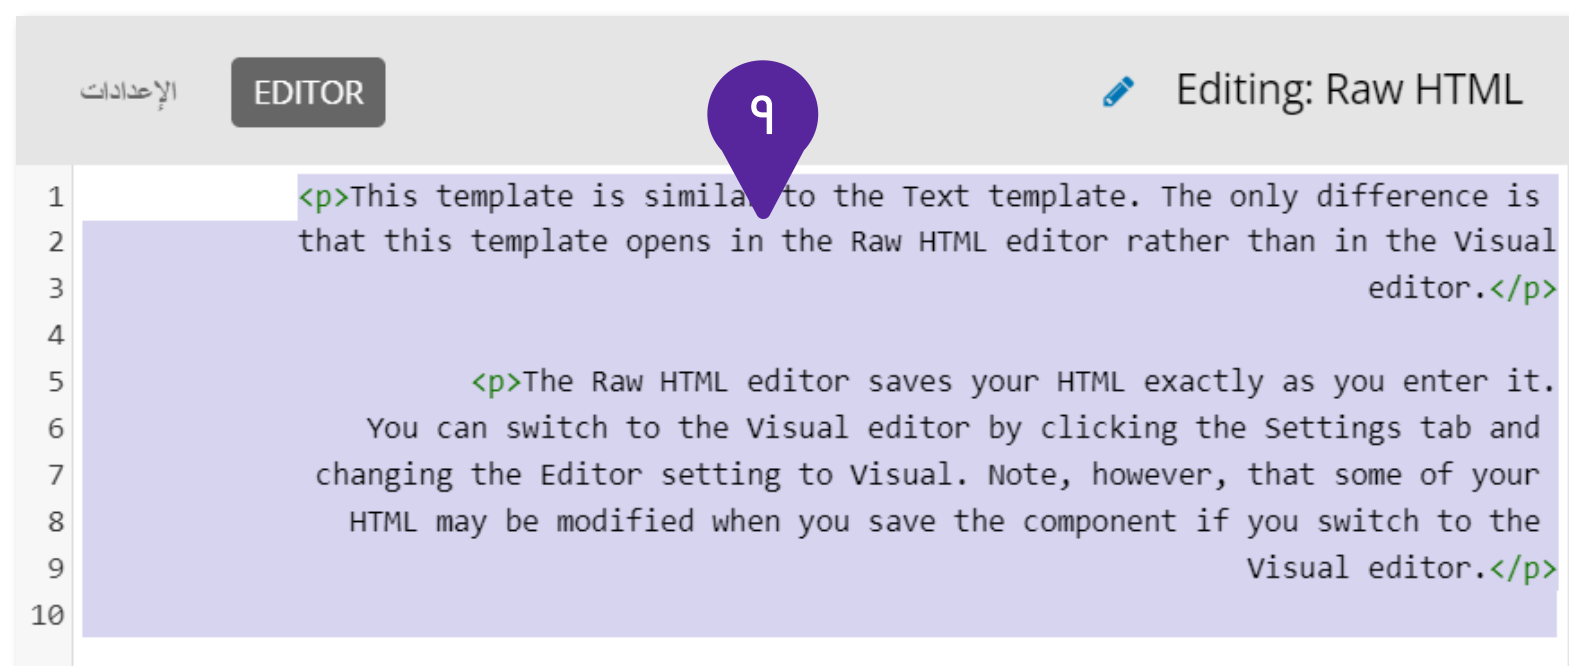 Editing: Raw HTML
EDITOR
الإعدادات
٩
1 <p>This template is similar to the Text template. The only difference is
2 that this template opens in the Raw HTML editor rather than in the Visual
3 editor.</p>
4
5 <p>The Raw HTML editor saves your HTML exactly as you enter it.
6 You can switch to the Visual editor by clicking the Settings tab and
7 changing the Editor setting to Visual. Note, however, that some of your
8 HTML may be modified when you save the component if you switch to the
9 Visual editor.</p>
10